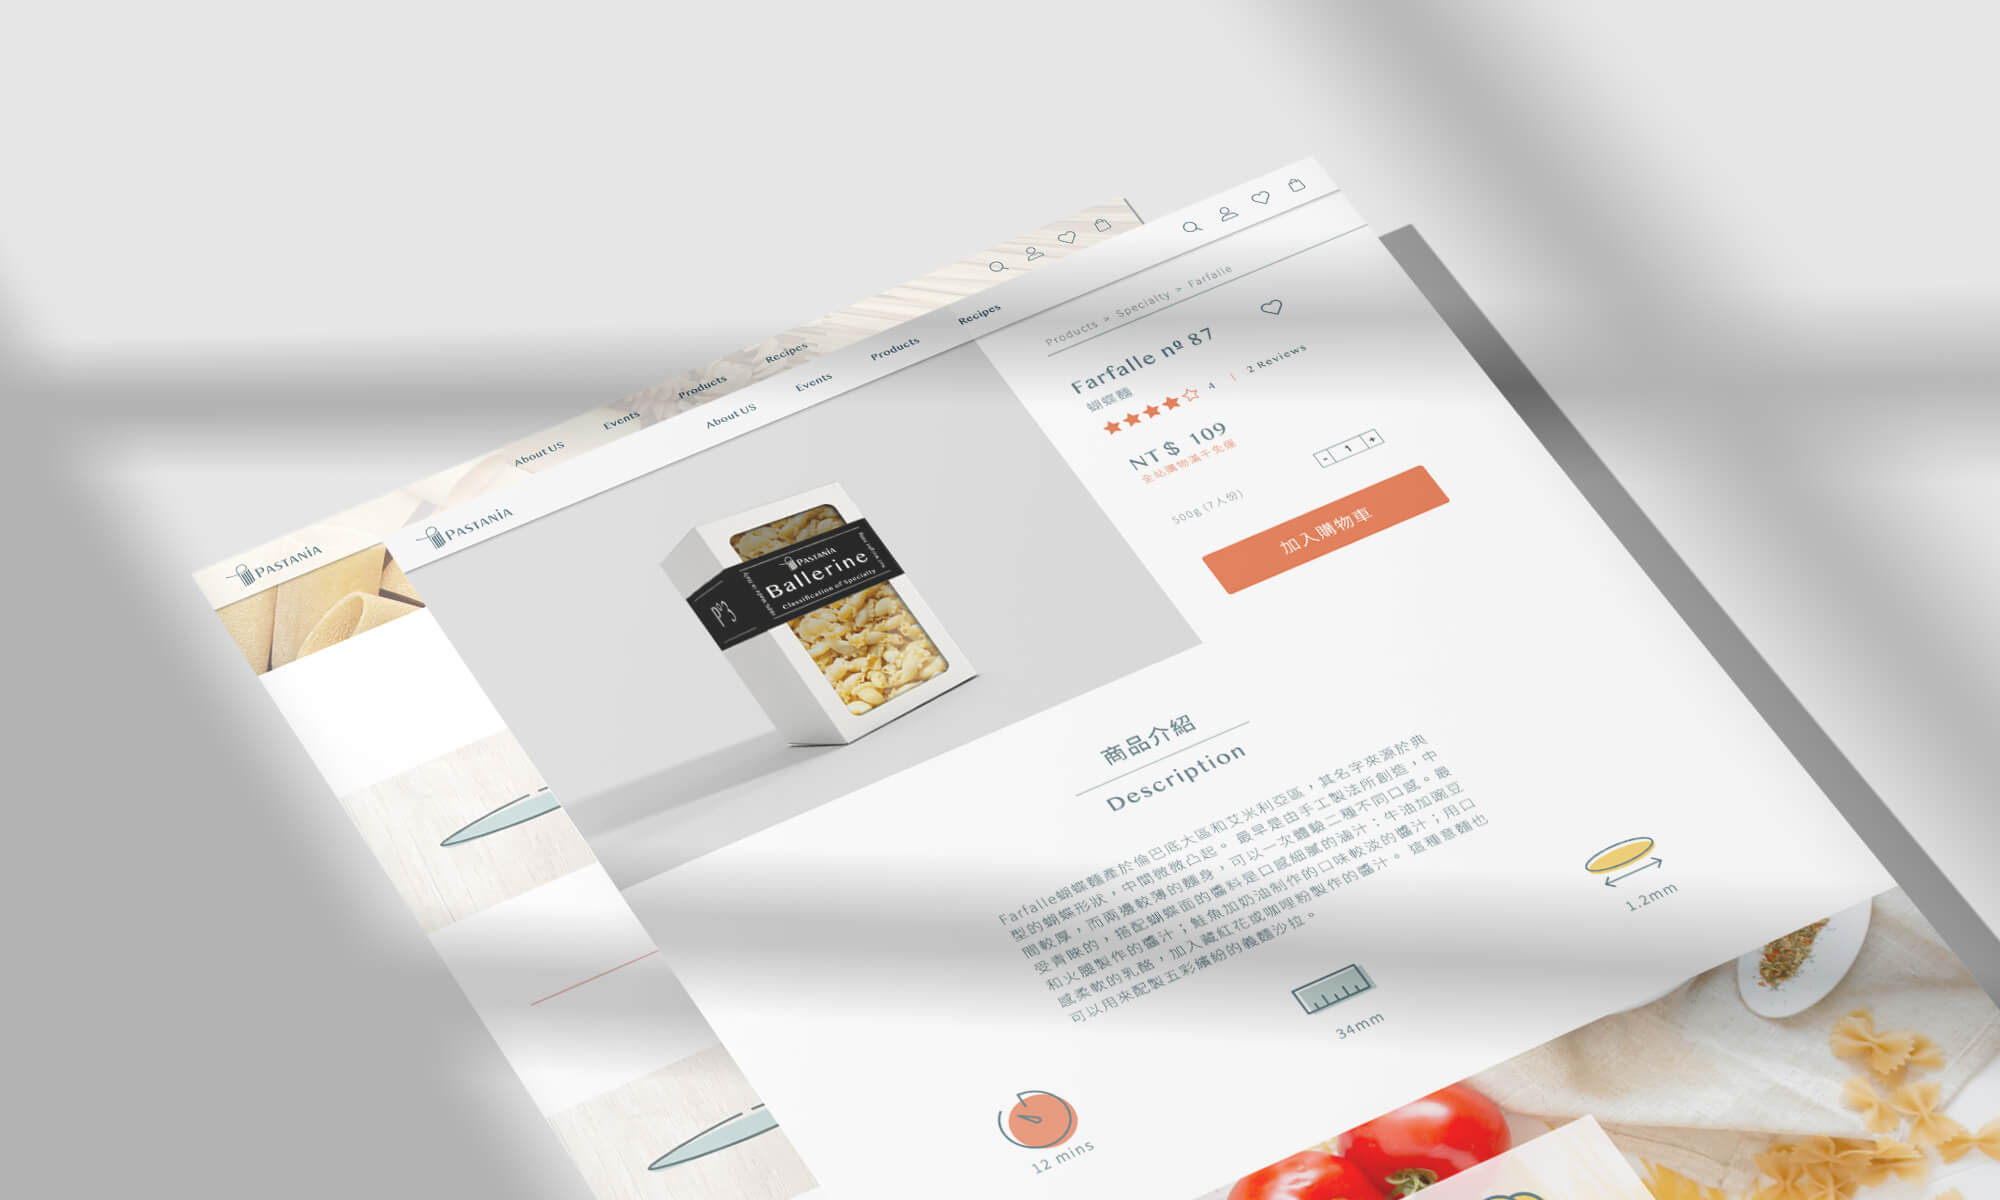 PASTANIA
About US
Events
Products
Recipes
PASTANIA
About US
Events
Products
Recipes
Products > Specialty > Farfalle
Farfalle nº 87
蝴蝶麵
4 | 2 Reviews
NT $ 109
全站購物滿千免運
- 1 +
500g (7人份)
加入購物車
PASTANIA
Ballerine
Classification of Specialty
商品介紹
Description
Farfalle蝴蝶麵產於倫巴底大區和艾米利亞區，其名字來源於典
型的蝴蝶形狀，中間微微凸起。 最早是由手工製法所創造，中
間較厚，而兩邊較薄的麵身，可以一次體驗二種不同口感。最
受青睞的，搭配蝴蝶面的醬料是口感細膩的滷汁：牛油加豌豆
和火腿製作的醬汁；鮭魚加奶油制作的口味較淡的醬汁；用口
感柔軟的乳酪，加入藏紅花或咖哩粉製作的醬汁。 這種意麵也
可以用來配製五彩繽紛的義麵沙拉。
12 mins
34mm
1.2mm